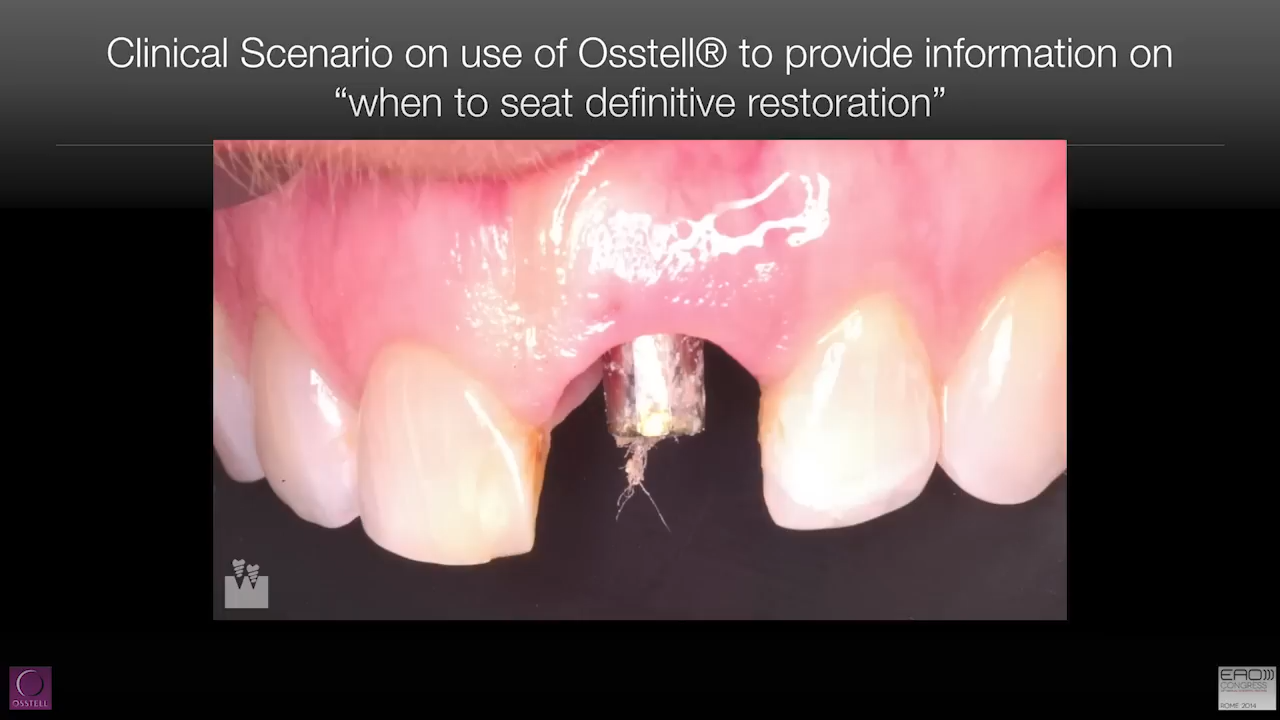 Clinical Scenario on use of Osstell® to provide information on
“when to seat definitive restoration”
OSSTELL
EAO)))
CONGRESS
ROME 2014